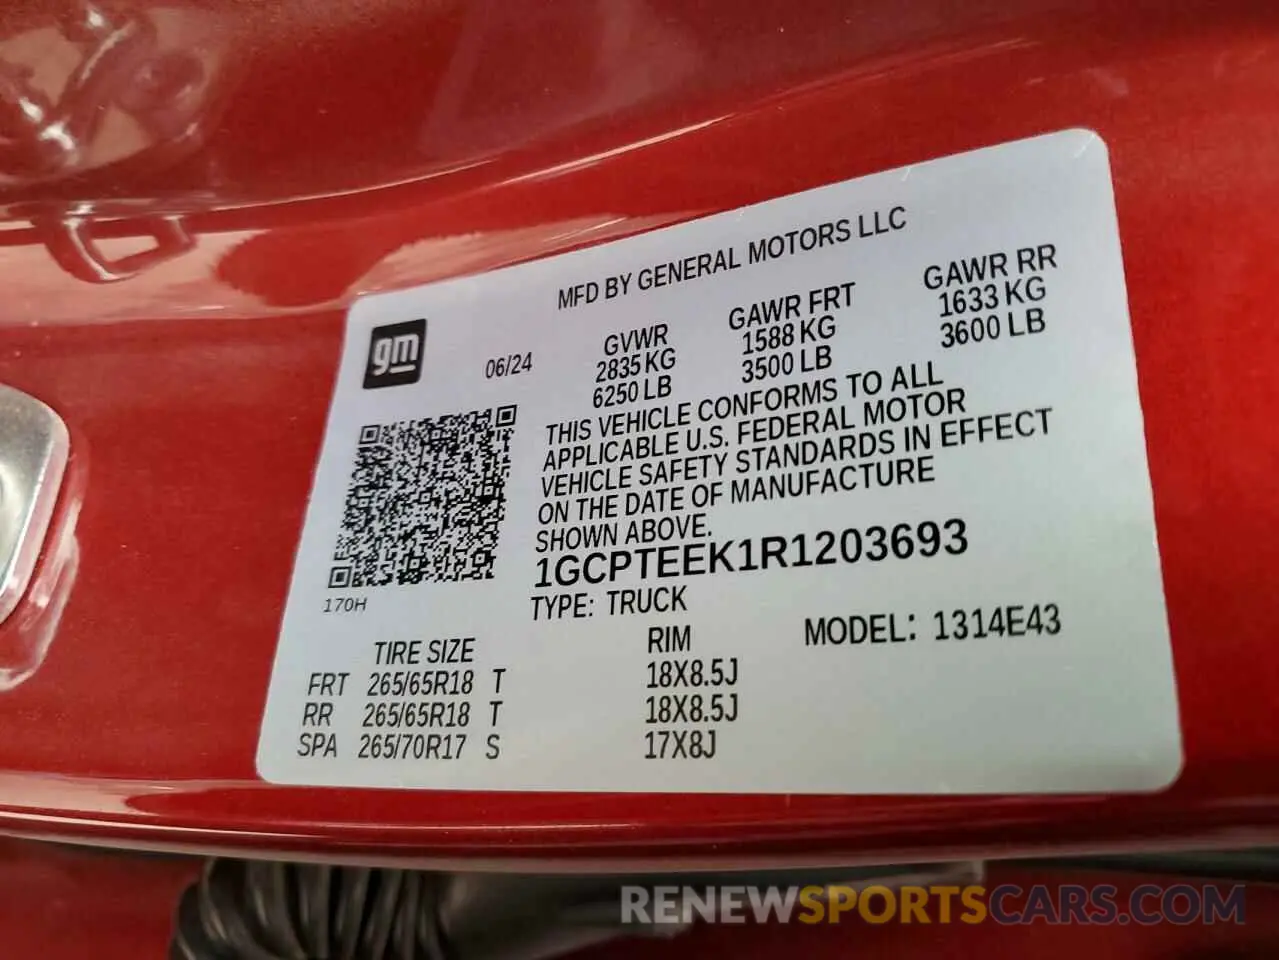 MFD BY GENERAL MOTORS LLC
gm
06/24
GVWR
2835 KG
6250 LB
GAWR FRT
1588 KG
3500 LB
GAWR RR
1633 KG
3600 LB
THIS VEHICLE CONFORMS TO ALL
APPLICABLE U.S. FEDERAL MOTOR
VEHICLE SAFETY STANDARDS IN EFFECT
ON THE DATE OF MANUFACTURE
SHOWN ABOVE.
1GCPTEEK1R1203693
170H
TYPE: TRUCK
MODEL: 1314E43
TIRE SIZE RIM
FRT 265/65R18 T 18X8.5J
RR 265/65R18 T 18X8.5J
SPA 265/70R17 S 17X8J
RENEWSPORTSCARS.COM